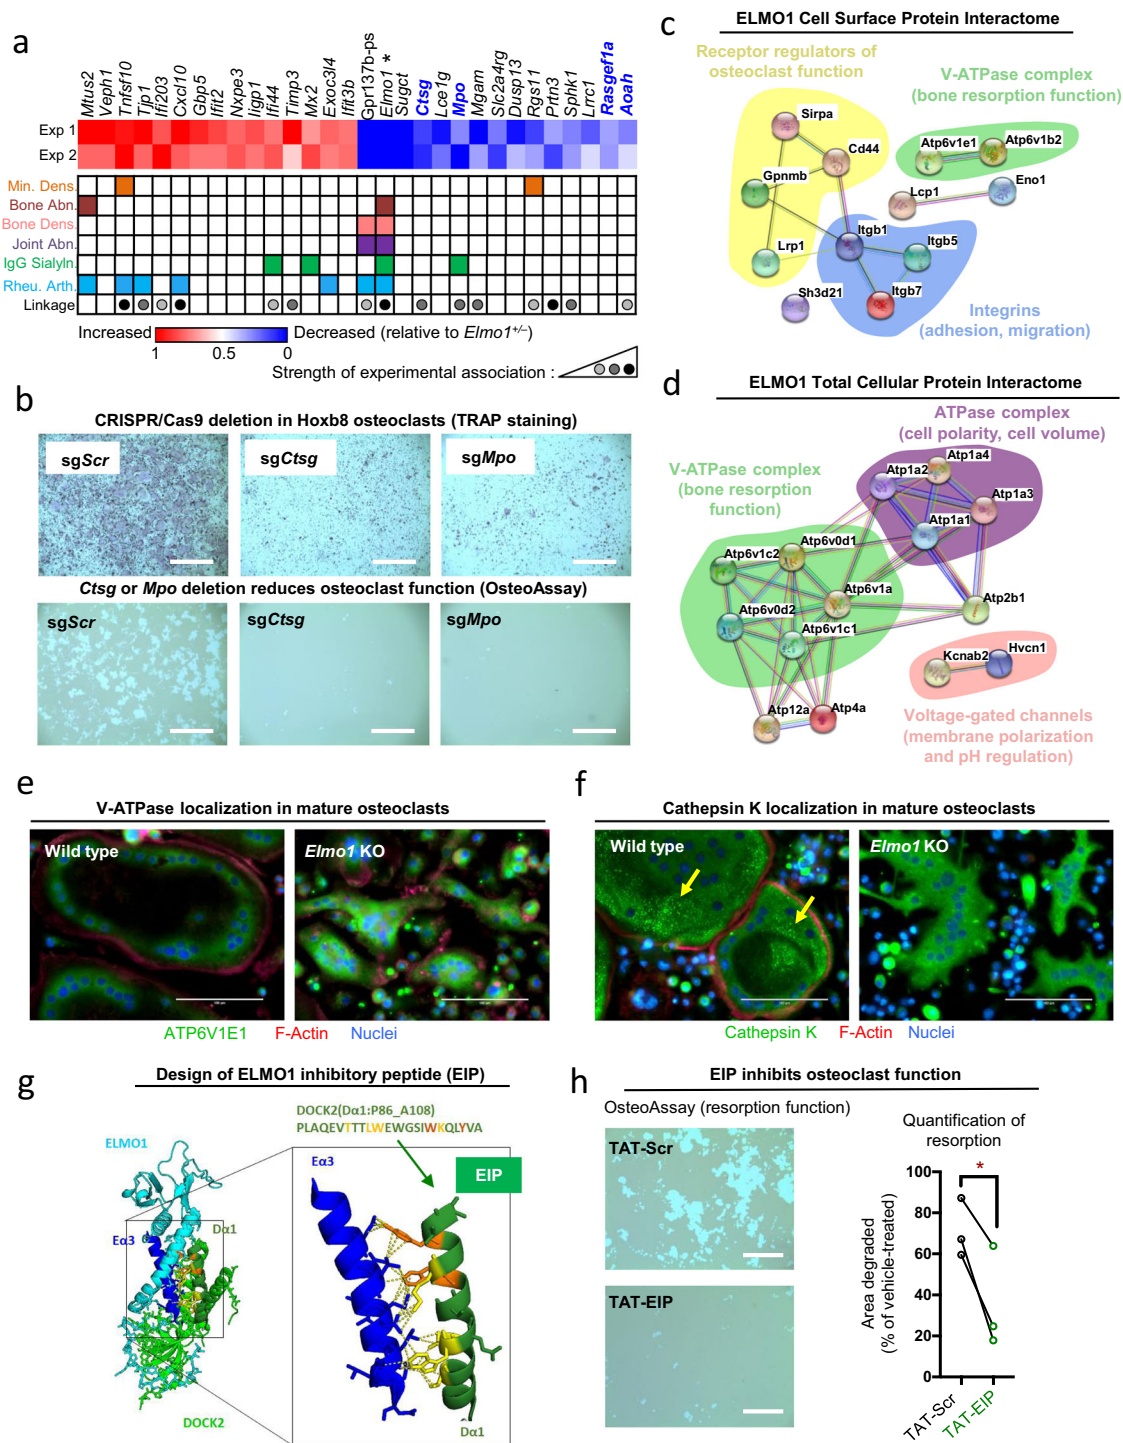 a
Mtus2
Veph1
Tnfsf10
Tjp1
Ifi203
Cxcl10
Gbp5
Ifit2
Nxpe3
Iigp1
Ifi44
Timp3
Mx2
Exoc3l4
Ifit3b
Gpr137b-ps
Elmo1 *
Sugct
Ctsg
Lce1g
Mpo
Mgam
Slc2a4rg
Dusp13
Rgs11
Prtn3
Sphk1
Lrrc1
Rasgef1a
Aoah
Exp 1
Exp 2
Min. Dens.
Bone Abn.
Bone Dens.
Joint Abn.
IgG Sialyln.
Rheu. Arth.
Linkage
Increased
Decreased (relative to Elmo1+/–)
1 0.5 0
Strength of experimental association :
b
CRISPR/Cas9 deletion in Hoxb8 osteoclasts (TRAP staining)
sgScr
sgCtsg
sgMpo
Ctsg or Mpo deletion reduces osteoclast function (OsteoAssay)
sgScr
sgCtsg
sgMpo
c
ELMO1 Cell Surface Protein Interactome
Receptor regulators of
osteoclast function
V-ATPase complex
(bone resorption function)
Sirpa
Cd44
Gpnmb
Lrp1
Atp6v1e1
Atp6v1b2
Lcp1
Eno1
Itgb1
Itgb5
Itgb7
Sh3d21
Integrins
(adhesion, migration)
d
ELMO1 Total Cellular Protein Interactome
ATPase complex
(cell polarity, cell volume)
V-ATPase complex
(bone resorption
function)
Atp1a4
Atp1a2
Atp1a3
Atp1a1
Atp6v0d1
Atp6v1c2
Atp6v1a
Atp6v0d2
Atp6v1c1
Atp2b1
Kcnab2
Hvcn1
Atp12a
Atp4a
Voltage-gated channels
(membrane polarization
and pH regulation)
e
V-ATPase localization in mature osteoclasts
Wild type
Elmo1 KO
ATP6V1E1 F-Actin Nuclei
f
Cathepsin K localization in mature osteoclasts
Wild type
Elmo1 KO
Cathepsin K F-Actin Nuclei
g
Design of ELMO1 inhibitory peptide (EIP)
DOCK2(Dα1:P86_A108)
PLAQEVTTTLWEWGSIWKQLYVA
ELMO1
Eα3
Dα1
DOCK2
Eα3
EIP
Dα1
h
EIP inhibits osteoclast function
OsteoAssay (resorption function)
TAT-Scr
TAT-EIP
Quantification of
resorption
*
Area degraded
(% of vehicle-treated)
100
80
60
40
20
0
TAT-Scr
TAT-EIP